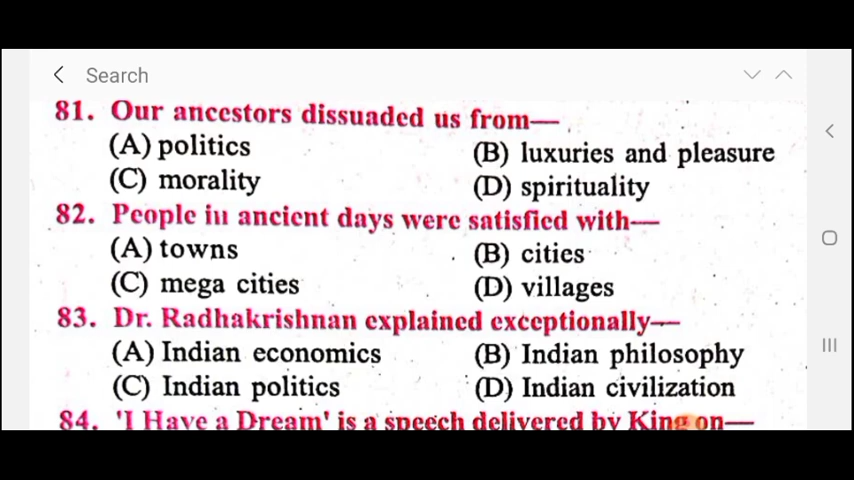 Search
81. Our ancestors dissuaded us from—
(A) politics (B) luxuries and pleasure
(C) morality (D) spirituality
82. People in ancient days were satisfied with—
(A) towns (B) cities
(C) mega cities (D) villages
83. Dr. Radhakrishnan explained exceptionally—
(A) Indian economics (B) Indian philosophy
(C) Indian politics (D) Indian civilization
84. 'I Have a Dream' is a speech delivered by King on—